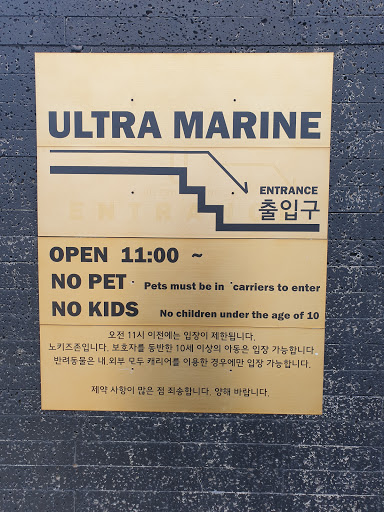 ULTRA MARINE
ENTRANCE
출입구
OPEN 11:00 ~
NO PET Pets must be in carriers to enter
NO KIDS No children under the age of 10
오전 11시 이전에는 입장이 제한됩니다.
노키즈존입니다. 보호자를 동반한 10세 이상의 아동은 입장 가능합니다.
반려동물은 내,외부 모두 캐리어를 이용한 경우에만 입장 가능합니다.
제약 사항이 많은 점 죄송합니다. 양해 바랍니다.